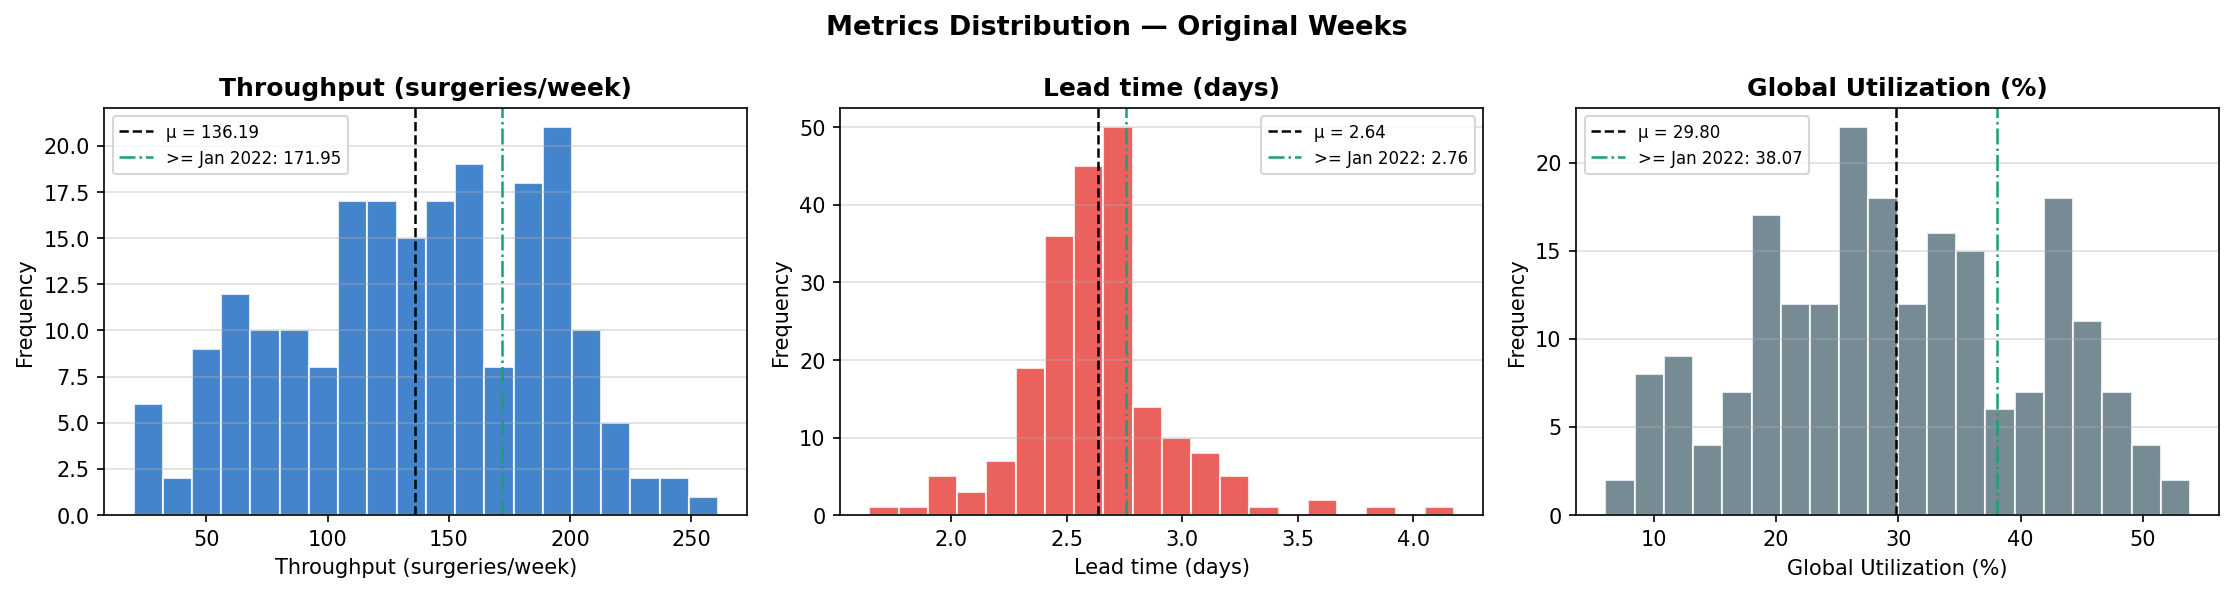 Metrics Distribution — Original Weeks
Throughput (surgeries/week)
μ = 136.19
>= Jan 2022: 171.95
Frequency
20.0
17.5
15.0
12.5
10.0
7.5
5.0
2.5
0.0
50 100 150 200 250
Throughput (surgeries/week)
Lead time (days)
μ = 2.64
>= Jan 2022: 2.76
Frequency
50
40
30
20
10
0
2.0 2.5 3.0 3.5 4.0
Lead time (days)
Global Utilization (%)
μ = 29.80
>= Jan 2022: 38.07
Frequency
20
15
10
5
0
10 20 30 40 50
Global Utilization (%)